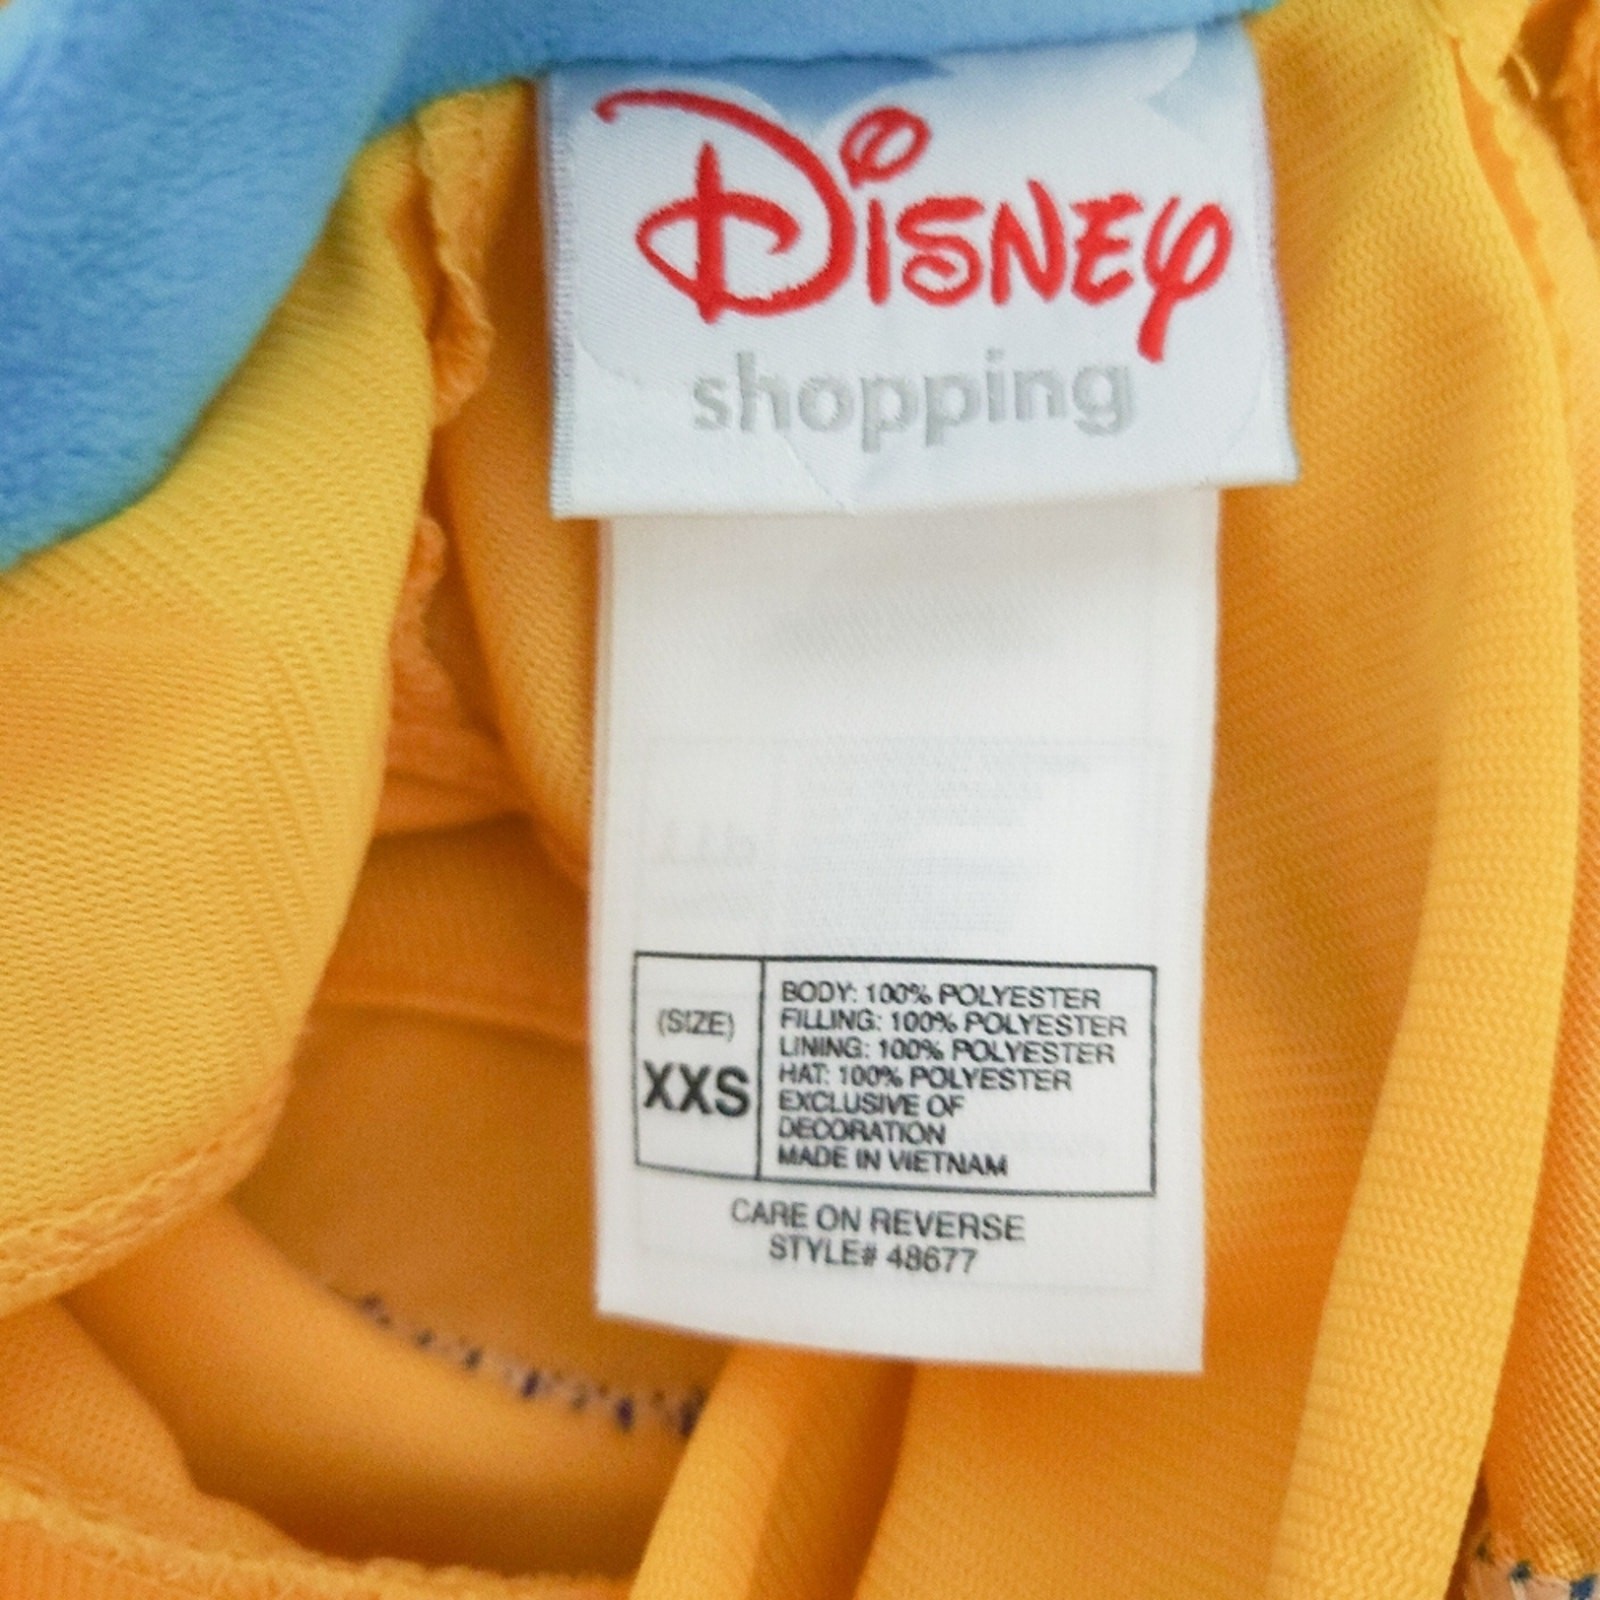 Disney
shopping
(SIZE)
XXS
BODY: 100% POLYESTER
FILLING: 100% POLYESTER
LINING: 100% POLYESTER
HAT: 100% POLYESTER
EXCLUSIVE OF
DECORATION
MADE IN VIETNAM
CARE ON REVERSE
STYLE# 48677